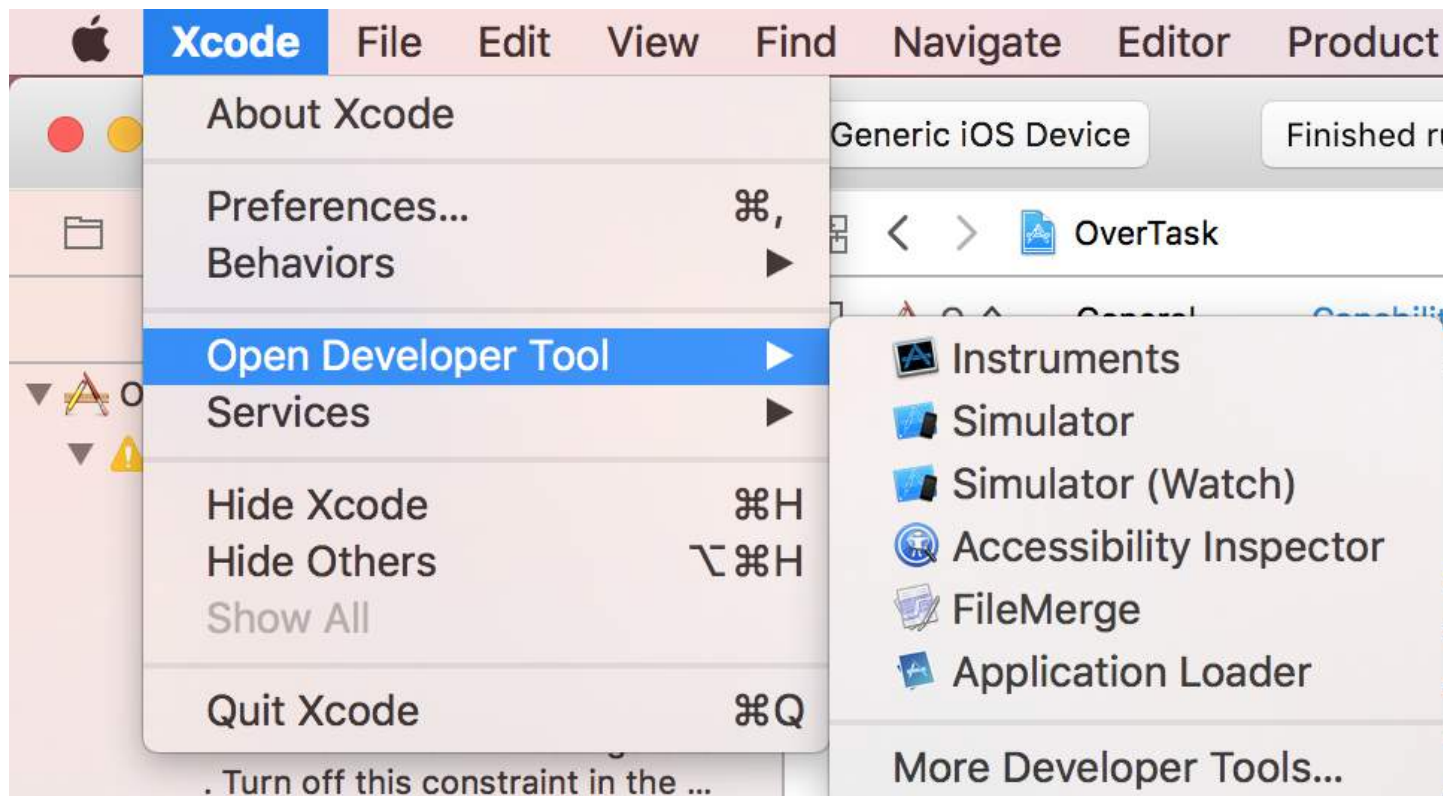 Xcode File Edit View Find Navigate Editor Product
About Xcode
Preferences... ⌘,
Behaviors
Open Developer Tool
Services
Hide Xcode ⌘H
Hide Others ⌥⌘H
Show All
Quit Xcode ⌘Q
Generic iOS Device
Finished
OverTask
General
Instruments
Simulator
Simulator (Watch)
Accessibility Inspector
FileMerge
Application Loader
More Developer Tools...
. Turn off this constraint in the ...